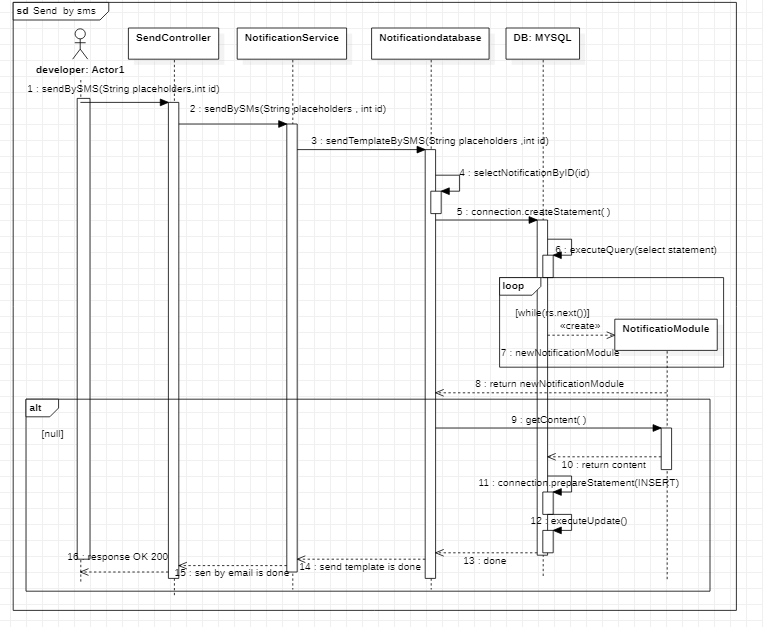 sd Send by sms
SendController
NotificationService
Notificationdatabase
DB: MYSQL
developer: Actor1
1 : sendBySMS(String placeholders,int id)
2 : sendBySMs(String placeholders , int id)
3 : sendTemplateBySMS(String placeholders ,int id)
4 : selectNotificationByID(id)
5 : connection.createStatement( )
6 : executeQuery(select statement)
loop
[while(rs.next())]
«create»
NotificatioModule
7 : newNotificationModule
8 : return newNotificationModule
alt
9 : getContent( )
[null]
10 : return content
11 : connection.prepareStatement(INSERT)
12 : executeUpdate()
16 : response OK 200
13 : done
14 : send template is done
15 : sen by email is done